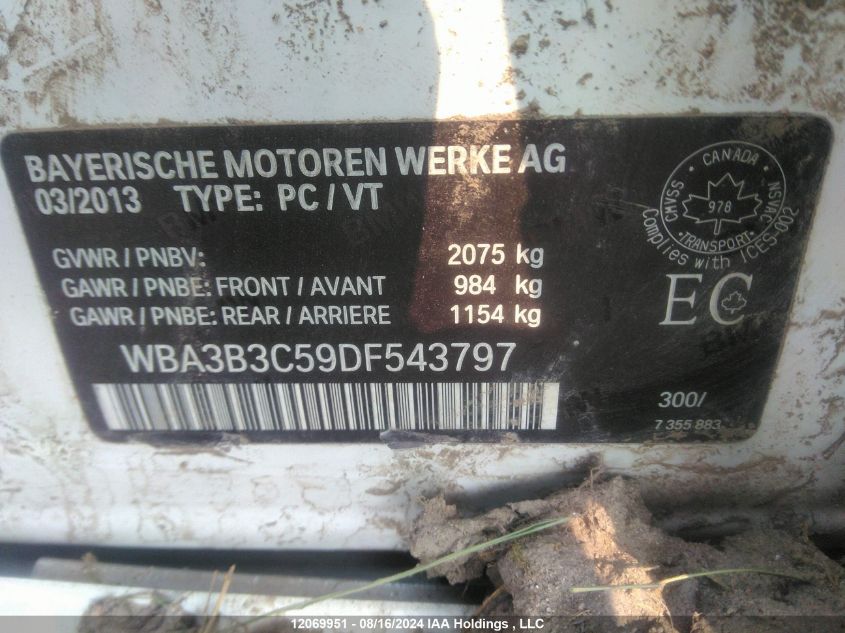 BAYERISCHE MOTOREN WERKE AG
03/2013 TYPE: PC / VT
GVWR / PNBV: 2075 kg
GAWR / PNBE: FRONT / AVANT 984 kg
GAWR / PNBE: REAR / ARRIERE 1154 kg
WBA3B3C59DF543797
CANADA
CMVSS
NSVAC
978
TRANSPORT
Complies with ICES-002
EC
300/
7 355 883
12069951 - 08/16/2024 IAA Holdings , LLC